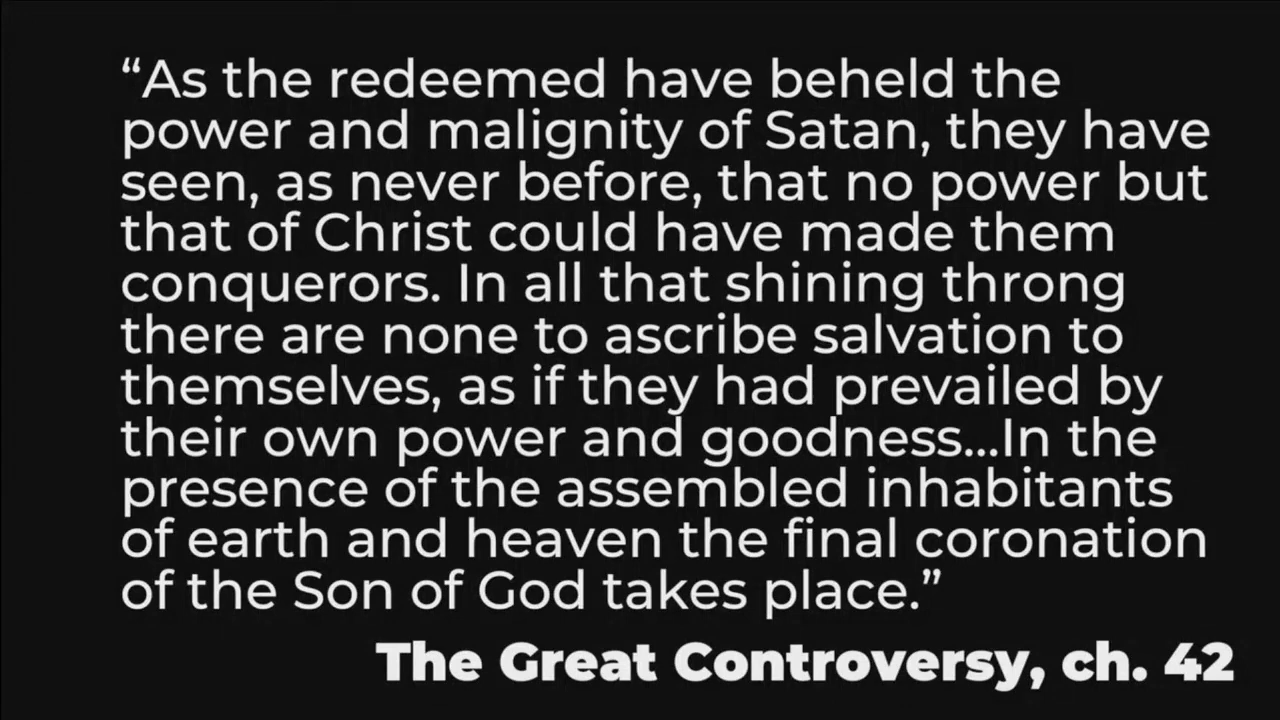 “As the redeemed have beheld the
power and malignity of Satan, they have
seen, as never before, that no power but
that of Christ could have made them
conquerors. In all that shining throng
there are none to ascribe salvation to
themselves, as if they had prevailed by
their own power and goodness...In the
presence of the assembled inhabitants
of earth and heaven the final coronation
of the Son of God takes place.”
The Great Controversy, ch. 42